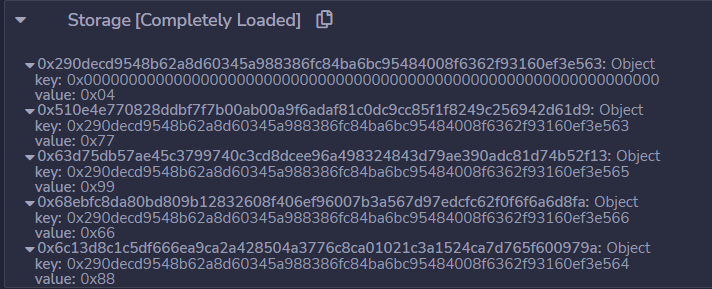 Storage [Completely Loaded]
0x290decd9548b62a8d60345a988386fc84ba6bc95484008f6362f93160ef3e563: Object
key: 0x0000000000000000000000000000000000000000000000000000000000000000
value: 0x04
0x510e4e770828ddbf7f7b00ab00a9f6adaf81c0dc9cc85f1f8249c256942d61d9: Object
key: 0x290decd9548b62a8d60345a988386fc84ba6bc95484008f6362f93160ef3e563
value: 0x77
0x63d75db57ae45c3799740c3cd8dcee96a498324843d79ae390adc81d74b52f13: Object
key: 0x290decd9548b62a8d60345a988386fc84ba6bc95484008f6362f93160ef3e565
value: 0x99
0x68ebfc8da80bd809b12832608f406ef96007b3a567d97edcfc62f0f6f6a6d8fa: Object
key: 0x290decd9548b62a8d60345a988386fc84ba6bc95484008f6362f93160ef3e566
value: 0x66
0x6c13d8c1c5df666ea9ca2a428504a3776c8ca01021c3a1524ca7d765f600979a: Object
key: 0x290decd9548b62a8d60345a988386fc84ba6bc95484008f6362f93160ef3e564
value: 0x88